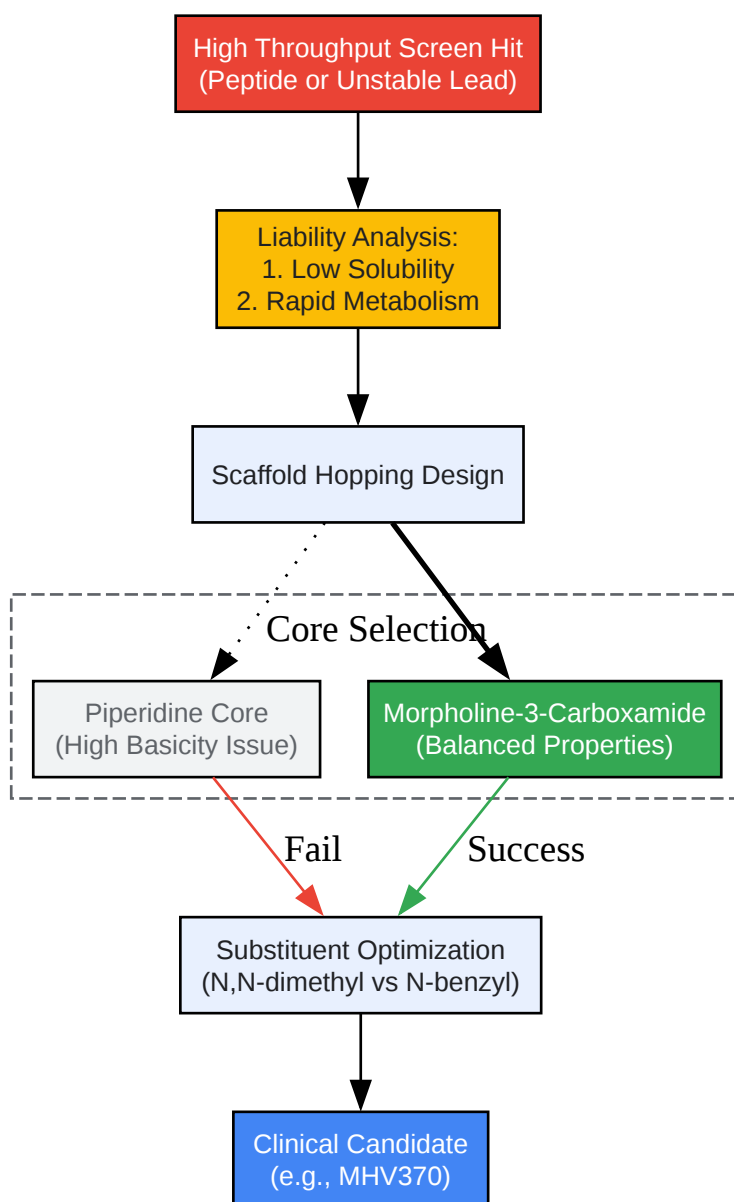 High Throughput Screen Hit
(Peptide or Unstable Lead)
Liability Analysis:
1. Low Solubility
2. Rapid Metabolism
Scaffold Hopping Design
Core Selection
Piperidine Core
(High Basicity Issue)
Morpholine-3-Carboxamide
(Balanced Properties)
Fail
Success
Substituent Optimization
(N,N-dimethyl vs N-benzyl)
Clinical Candidate
(e.g., MHV370)